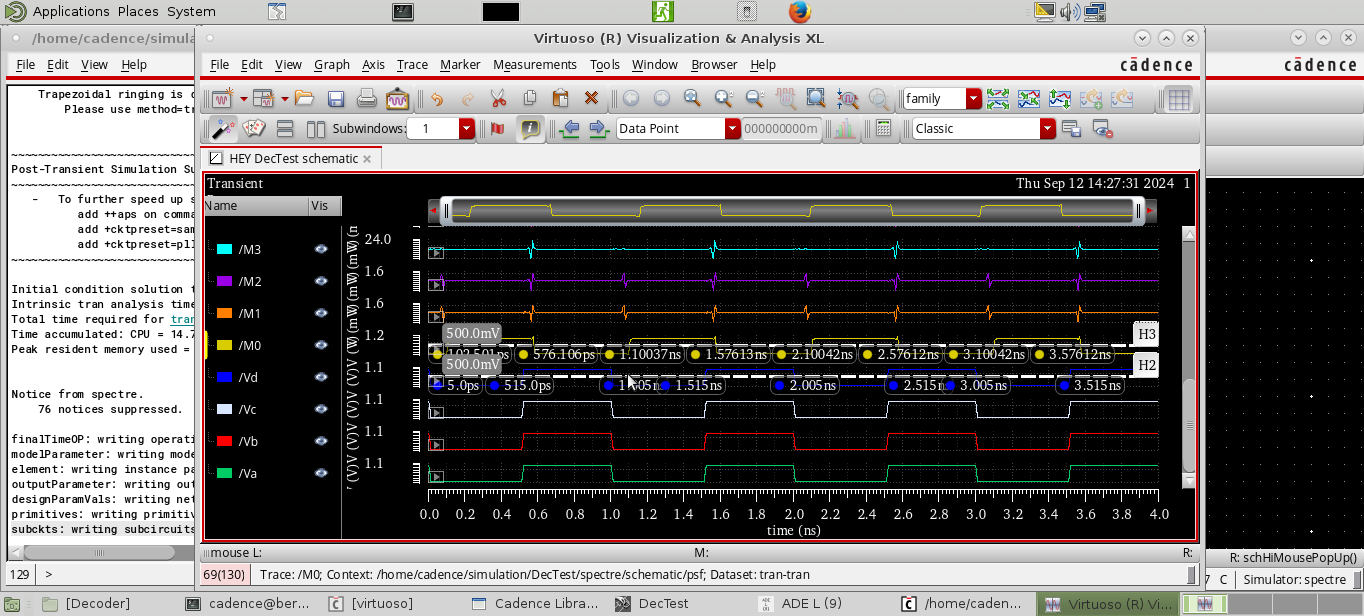 Applications Places System
/home/cadence/simula
Virtuoso (R) Visualization & Analysis XL
File Edit View Help
File Edit View Graph Axis Trace Marker Measurements Tools Window Browser Help
cādence
cādence
family
Subwindows: 1
Data Point
000000000m
Classic
HEY DecTest schematic
Trapezoidal ringing is
Please use method=tr
~~~~~~~~~~~~~~~~~~~~~~~~~~~~
Post-Transient Simulation Su
~~~~~~~~~~~~~~~~~~~~~~~~~~~~
- To further speed up s
add ++aps on comma
add +cktpreset=sam
add +cktpreset=pll
~~~~~~~~~~~~~~~~~~~~~~~~~~~~
Initial condition solution t
Intrinsic tran analysis time
Total time required for tran
Time accumulated: CPU = 14.7
Peak resident memory used =
Notice from spectre.
76 notices suppressed.
finalTimeOP: writing operati
modelParameter: writing mode
element: writing instance pa
outputParameter: writing out
designParamVals: writing net
primitives: writing primitiv
subckts: writing subcircuits
129 >
Transient
Thu Sep 12 14:27:31 2024 1
Name Vis
/M3
/M2
/M1
/M0
/Vd
/Vc
/Vb
/Va
24.0
1.6
1.6
1.2
1.1
1.1
1.1
1.1
500.0mV
H3
576.106ps 1.10037ns 1.57613ns 2.10042ns 2.57612ns 3.10042ns 3.57612ns
500.0mV
H2
5.0ps 515.0ps 1.515ns 2.005ns 2.515n 3.005ns 3.515ns
0.0 0.2 0.4 0.6 0.8 1.0 1.2 1.4 1.6 1.8 2.0 2.2 2.4 2.6 2.8 3.0 3.2 3.4 3.6 3.8 4.0
time (ns)
mouse L: M: R:
R: schHiMousePopUp()
69(130) Trace: /M0; Context: /home/cadence/simulation/DecTest/spectre/schematic/psf; Dataset: tran-tran
7 C Simulator: spectre
[Decoder] cadence@ber... [virtuoso] Cadence Libra... DecTest ADE L (9) /home/caden... Virtuoso (R) Vi...